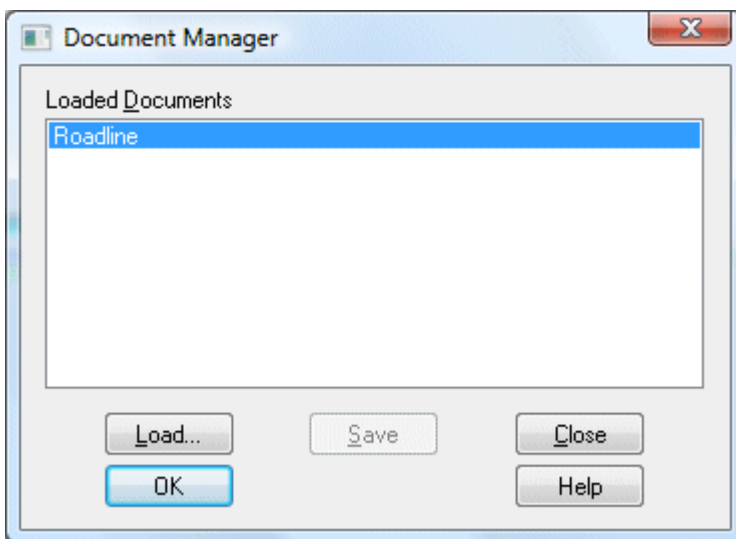 Document Manager
Loaded Documents
Roadline
Load... Save Close
OK Help